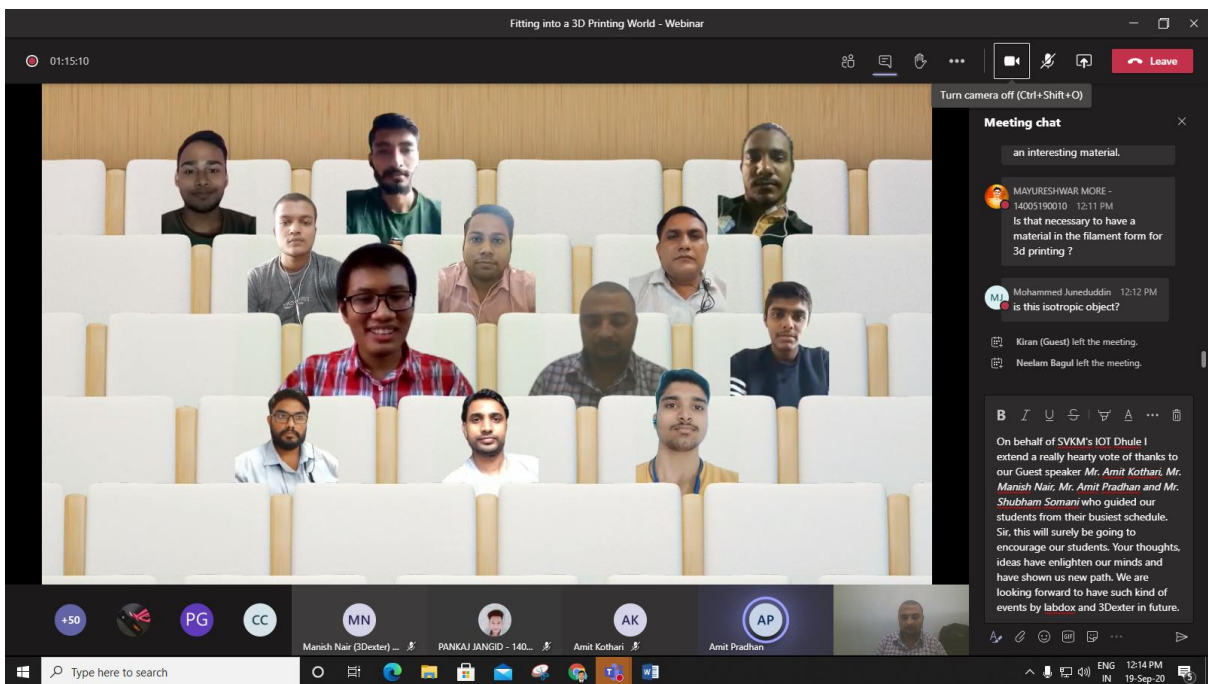 Fitting into a 3D Printing World - Webinar
01:15:10
Leave
Turn camera off (Ctrl+Shift+O)
Meeting chat
an interesting material.
MAYURESHWAR MORE -
14005190010 12:11 PM
Is that necessary to have a
material in the filament form for
3d printing ?
MJ
Mohammed Juneduddin 12:12 PM
is this isotropic object?
Kiran (Guest) left the meeting.
Neelam Bagul left the meeting.
B I U S A
On behalf of SVKM's IOT Dhule I
extend a really hearty vote of thanks to
our Guest speaker Mr. Amit Kothari, Mr.
Manish Nair, Mr. Amit Pradhan and Mr.
Shubham Somani who guided our
students from their busiest schedule.
Sir, this will surely be going to
encourage our students. Your thoughts,
ideas have enlighten our minds and
have shown us new path. We are
looking forward to have such kind of
events by labdox and 3Dexter in future.
GIF
+50
PG
CC
MN
Manish Nair (3Dexter) ...
PANKAJ JANGID - 140...
AK
Amit Kothari
AP
Amit Pradhan
Type here to search
ENG
IN
12:14 PM
19-Sep-20
5